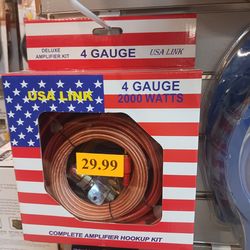 DELUXE
AMPLIFIER KIT
4 GAUGE
USA LINK
USA LINK
4 GAUGE
2000 WATTS
29.99
COMPLETE AMPLIFIER HOOKUP KIT